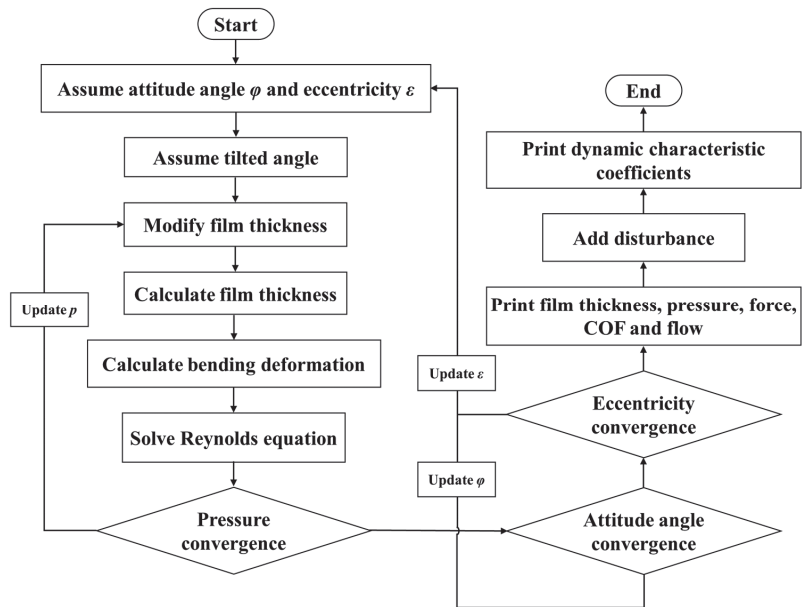 Start
Assume attitude angle φ and eccentricity ε
Assume tilted angle
Modify film thickness
Calculate film thickness
Calculate bending deformation
Solve Reynolds equation
Pressure
convergence
Update p
Update ε
Update φ
Attitude angle
convergence
Eccentricity
convergence
Print film thickness, pressure, force,
COF and flow
Add disturbance
Print dynamic characteristic
coefficients
End